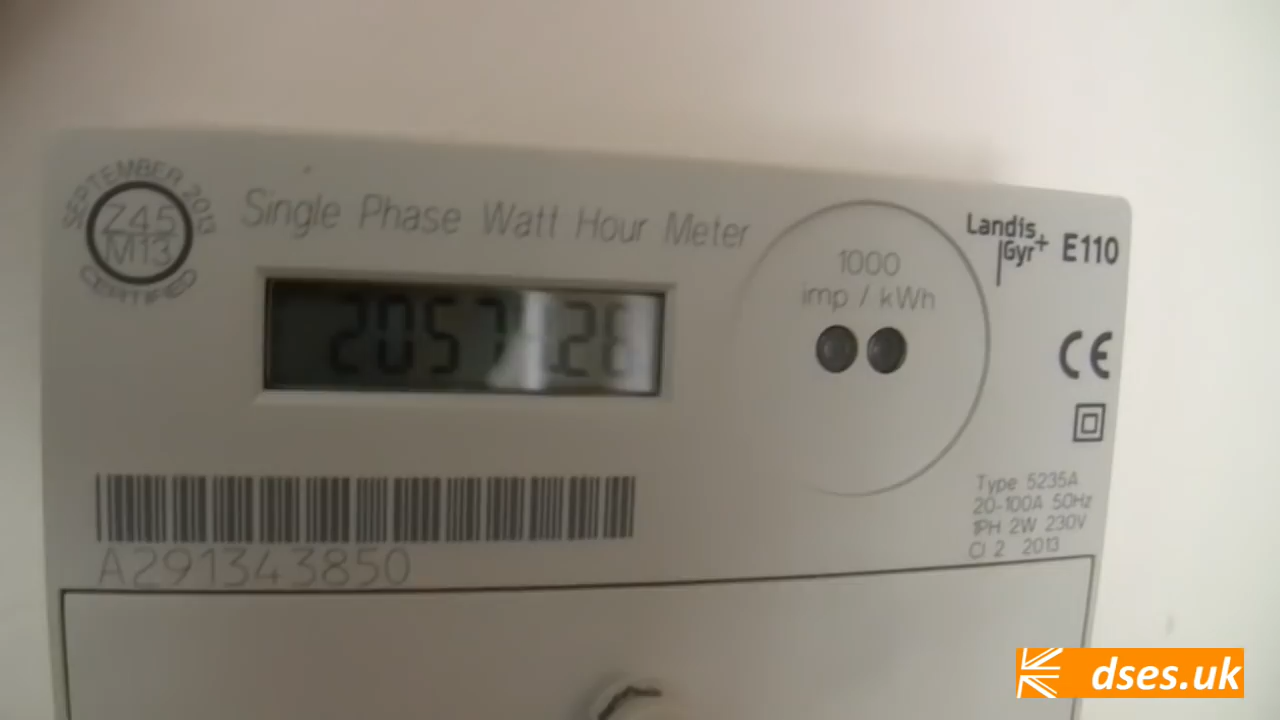 SEPTEMBER 2013
Z45
M13
CERTIFIED
Single Phase Watt Hour Meter
1000
imp / kWh
Landis
Gyr+
E110
CE
Type 5235A
20-100A 50Hz
1PH 2W 230V
Cl 2 2013
A291343850
dses.uk